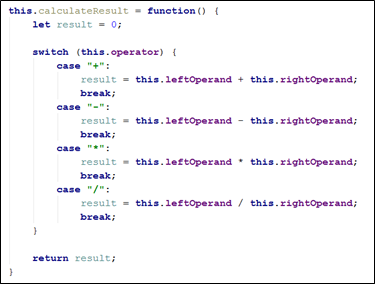 this.calculateResult = function() {
    let result = 0;

    switch (this.operator) {
        case "+":
            result = this.leftOperand + this.rightOperand;
            break;
        case "-":
            result = this.leftOperand - this.rightOperand;
            break;
        case "*":
            result = this.leftOperand * this.rightOperand;
            break;
        case "/":
            result = this.leftOperand / this.rightOperand;
            break;
    }

    return result;
}